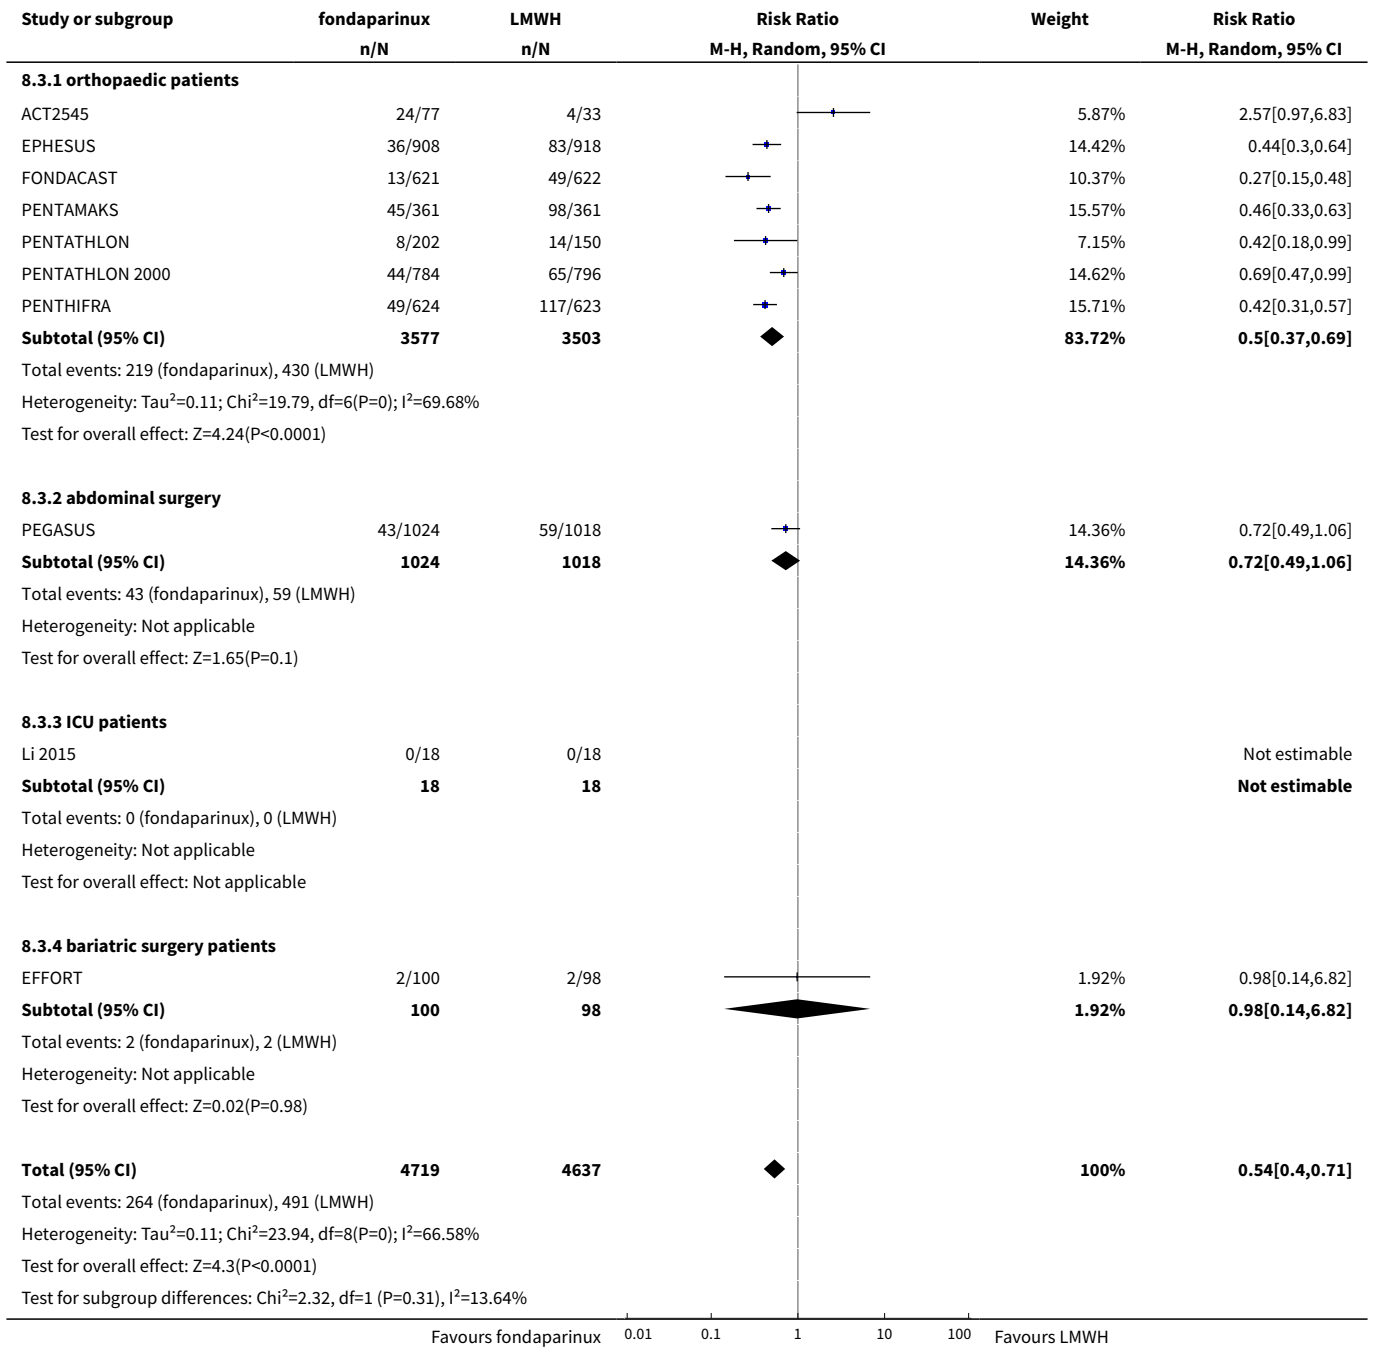 Study or subgroup fondaparinux LMWH Risk Ratio Weight Risk Ratio
n/N n/N M-H, Random, 95% CI M-H, Random, 95% CI
8.3.1 orthopaedic patients
ACT2545 24/77 4/33 5.87% 2.57[0.97,6.83]
EPHESUS 36/908 83/918 14.42% 0.44[0.3,0.64]
FONDACAST 13/621 49/622 10.37% 0.27[0.15,0.48]
PENTAMAKS 45/361 98/361 15.57% 0.46[0.33,0.63]
PENTATHLON 8/202 14/150 7.15% 0.42[0.18,0.99]
PENTATHLON 2000 44/784 65/796 14.62% 0.69[0.47,0.99]
PENTHIFRA 49/624 117/623 15.71% 0.42[0.31,0.57]
Subtotal (95% CI) 3577 3503 83.72% 0.5[0.37,0.69]
Total events: 219 (fondaparinux), 430 (LMWH)
Heterogeneity: Tau²=0.11; Chi²=19.79, df=6(P=0); I²=69.68%
Test for overall effect: Z=4.24(P<0.0001)
8.3.2 abdominal surgery
PEGASUS 43/1024 59/1018 14.36% 0.72[0.49,1.06]
Subtotal (95% CI) 1024 1018 14.36% 0.72[0.49,1.06]
Total events: 43 (fondaparinux), 59 (LMWH)
Heterogeneity: Not applicable
Test for overall effect: Z=1.65(P=0.1)
8.3.3 ICU patients
Li 2015 0/18 0/18 Not estimable
Subtotal (95% CI) 18 18 Not estimable
Total events: 0 (fondaparinux), 0 (LMWH)
Heterogeneity: Not applicable
Test for overall effect: Not applicable
8.3.4 bariatric surgery patients
EFFORT 2/100 2/98 1.92% 0.98[0.14,6.82]
Subtotal (95% CI) 100 98 1.92% 0.98[0.14,6.82]
Total events: 2 (fondaparinux), 2 (LMWH)
Heterogeneity: Not applicable
Test for overall effect: Z=0.02(P=0.98)
Total (95% CI) 4719 4637 100% 0.54[0.4,0.71]
Total events: 264 (fondaparinux), 491 (LMWH)
Heterogeneity: Tau²=0.11; Chi²=23.94, df=8(P=0); I²=66.58%
Test for overall effect: Z=4.3(P<0.0001)
Test for subgroup differences: Chi²=2.32, df=1 (P=0.31), I²=13.64%
Favours fondaparinux 0.01 0.1 1 10 100 Favours LMWH